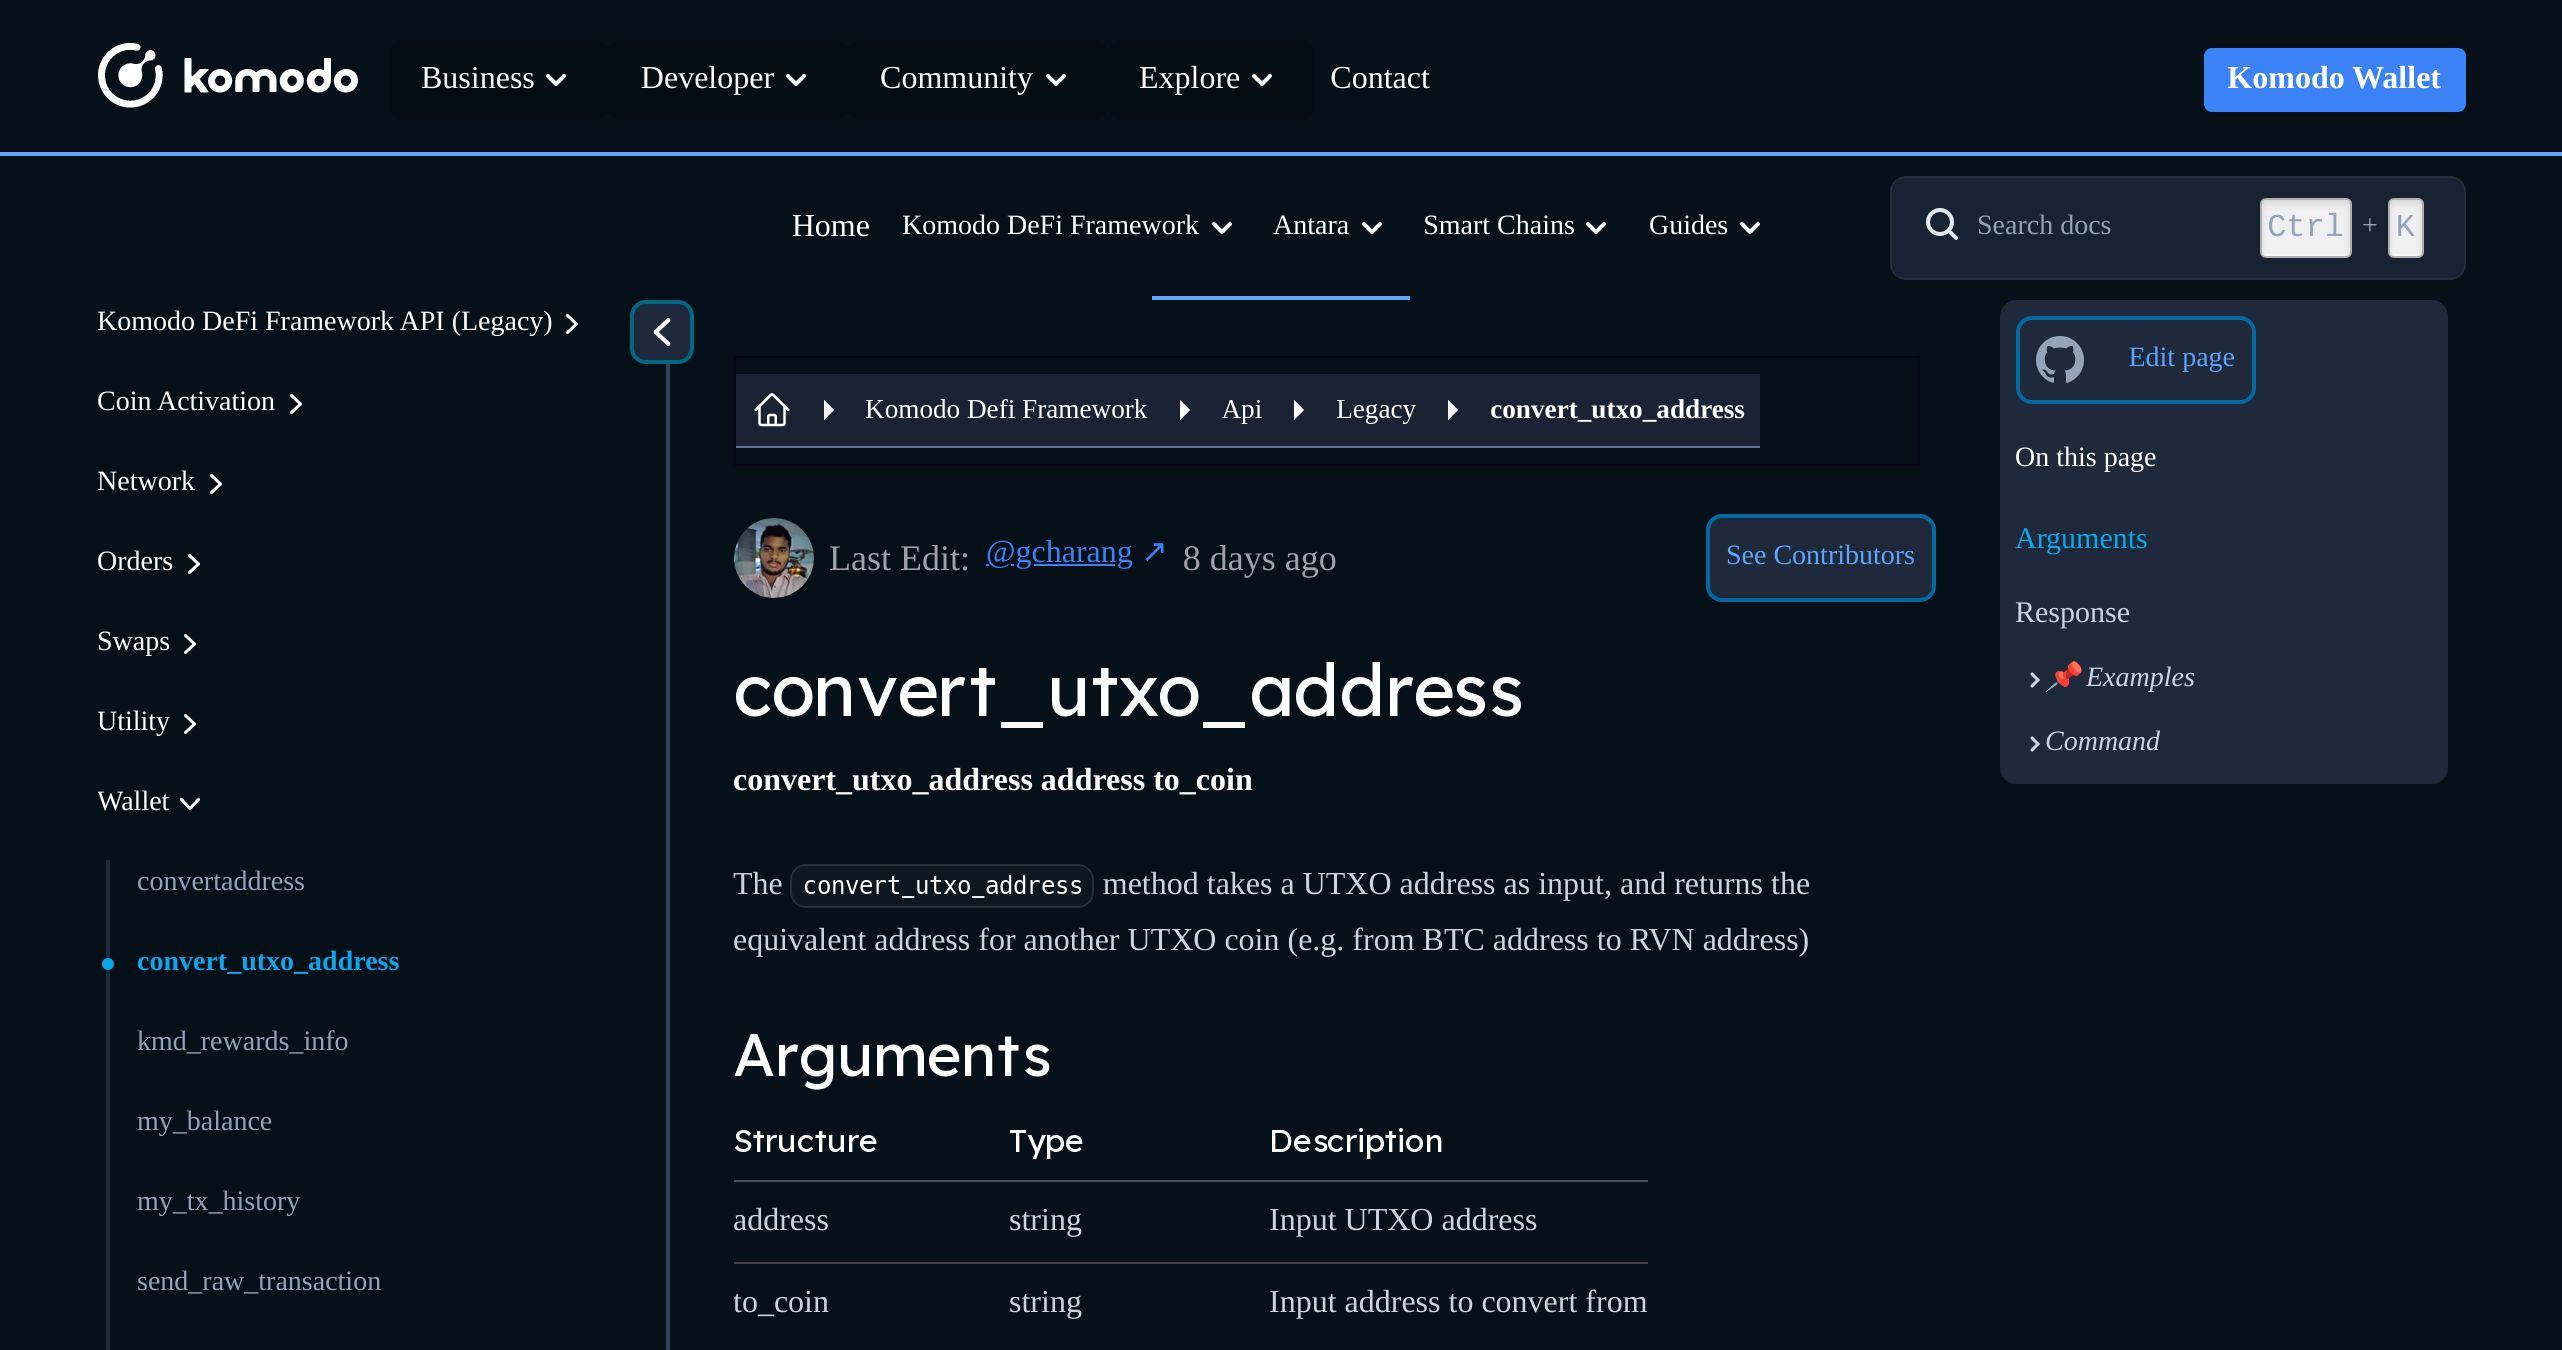 komodo Business Developer Community Explore Contact Komodo Wallet
Home Komodo DeFi Framework Antara Smart Chains Guides Search docs Ctrl + K
Komodo DeFi Framework API (Legacy)
Coin Activation
Network
Orders
Swaps
Utility
Wallet
convertaddress
convert_utxo_address
kmd_rewards_info
my_balance
my_tx_history
send_raw_transaction
Komodo Defi Framework Api Legacy convert_utxo_address
Last Edit: @gcharang ↗ 8 days ago See Contributors
convert_utxo_address
convert_utxo_address address to_coin
The convert_utxo_address method takes a UTXO address as input, and returns the
equivalent address for another UTXO coin (e.g. from BTC address to RVN address)
Arguments
Structure Type Description
address string Input UTXO address
to_coin string Input address to convert from
Edit page
On this page
Arguments
Response
📌 Examples
Command